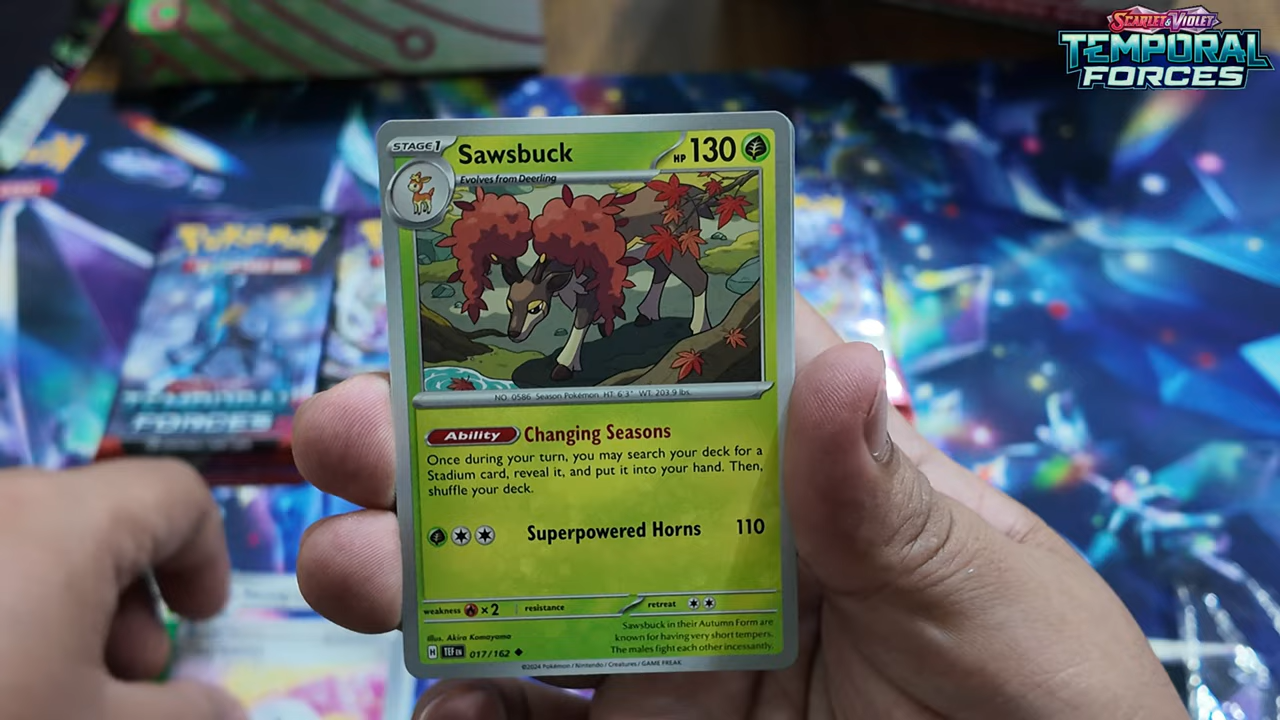 SCARLET & VIOLET
TEMPORAL
FORCES
STAGE 1
Sawsbuck
HP 130
Evolves from Deerling
NO. 0586 Season Pokémon HT: 6'3" WT: 203.9 lbs.
Ability Changing Seasons
Once during your turn, you may search your deck for a
Stadium card, reveal it, and put it into your hand. Then,
shuffle your deck.
Superpowered Horns 110
weakness ×2 resistance retreat
Sawsbuck in their Autumn Form are
known for having very short tempers.
The males fight each other incessantly.
Illus. Akira Komayama
H TEF EN 017/162
©2024 Pokémon / Nintendo / Creatures / GAME FREAK
POKÉMON
FORCES